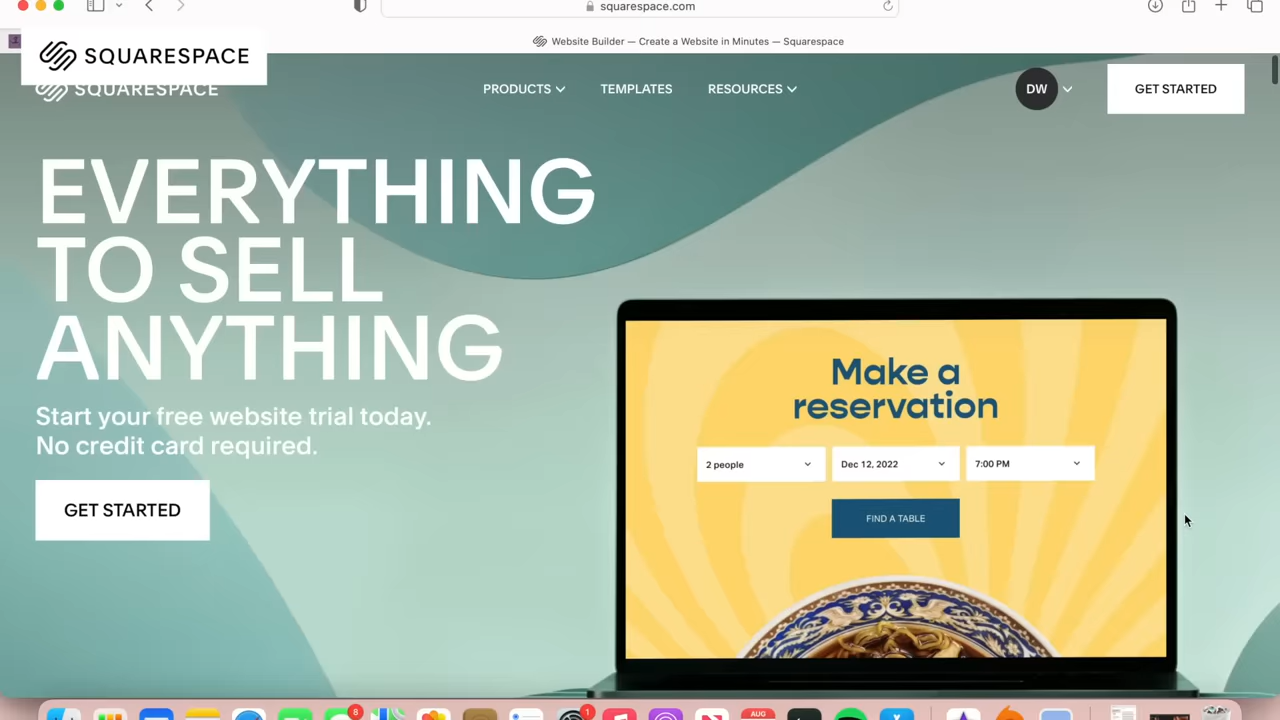 squarespace.com
Website Builder — Create a Website in Minutes — Squarespace
SQUARESPACE
SQUARESPACE
PRODUCTS
TEMPLATES
RESOURCES
DW
GET STARTED
EVERYTHING
TO SELL
ANYTHING
Start your free website trial today.
No credit card required.
GET STARTED
Make a
reservation
2 people
Dec 12, 2022
7:00 PM
FIND A TABLE
8
1
AUG